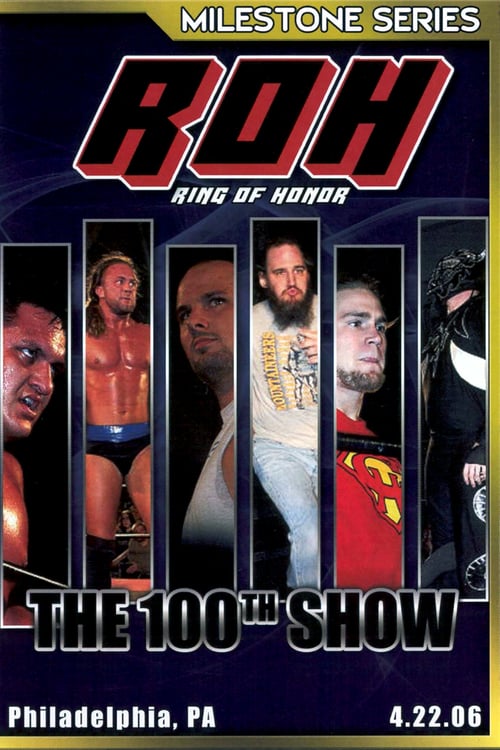 MILESTONE SERIES
ROH
RING OF HONOR
MOUNTAINEERS
THE 100TH SHOW
Philadelphia, PA 4.22.06